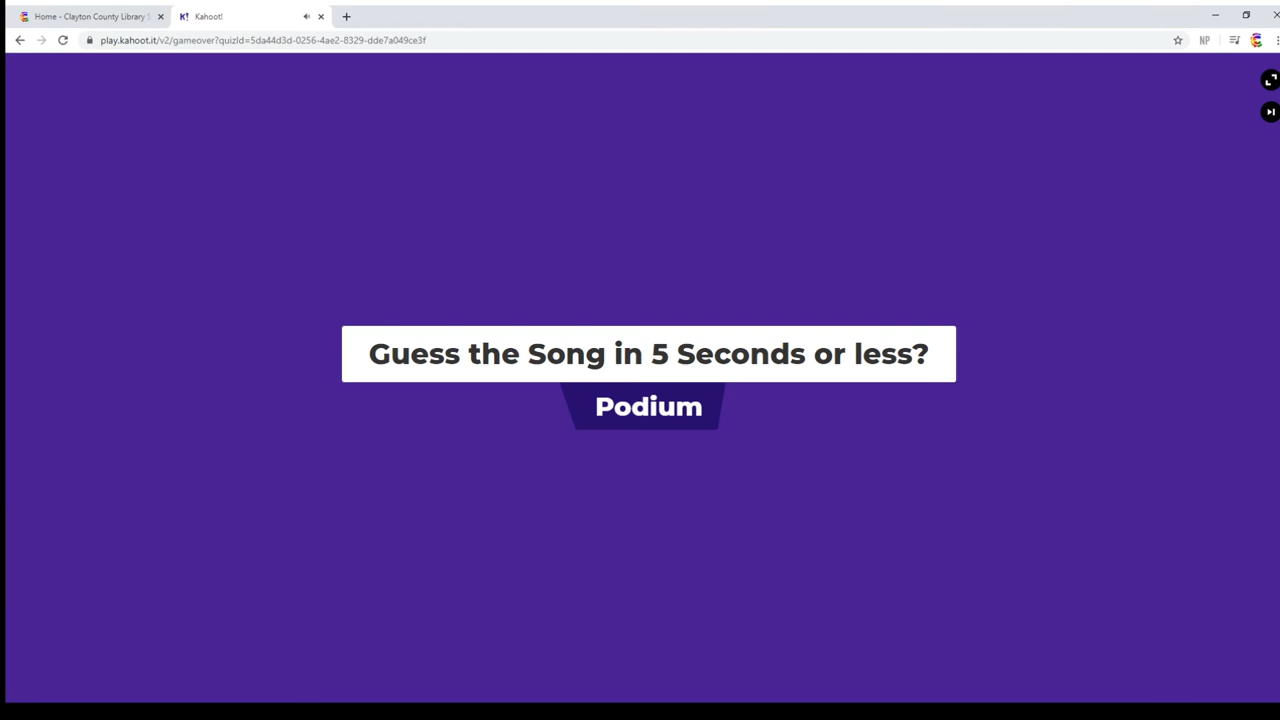 Home - Clayton County Library S
K! Kahoot!
play.kahoot.it/v2/gameover?quizId=5da44d3d-0256-4ae2-8329-dde7a049ce3f
NP
Guess the Song in 5 Seconds or less?
Podium